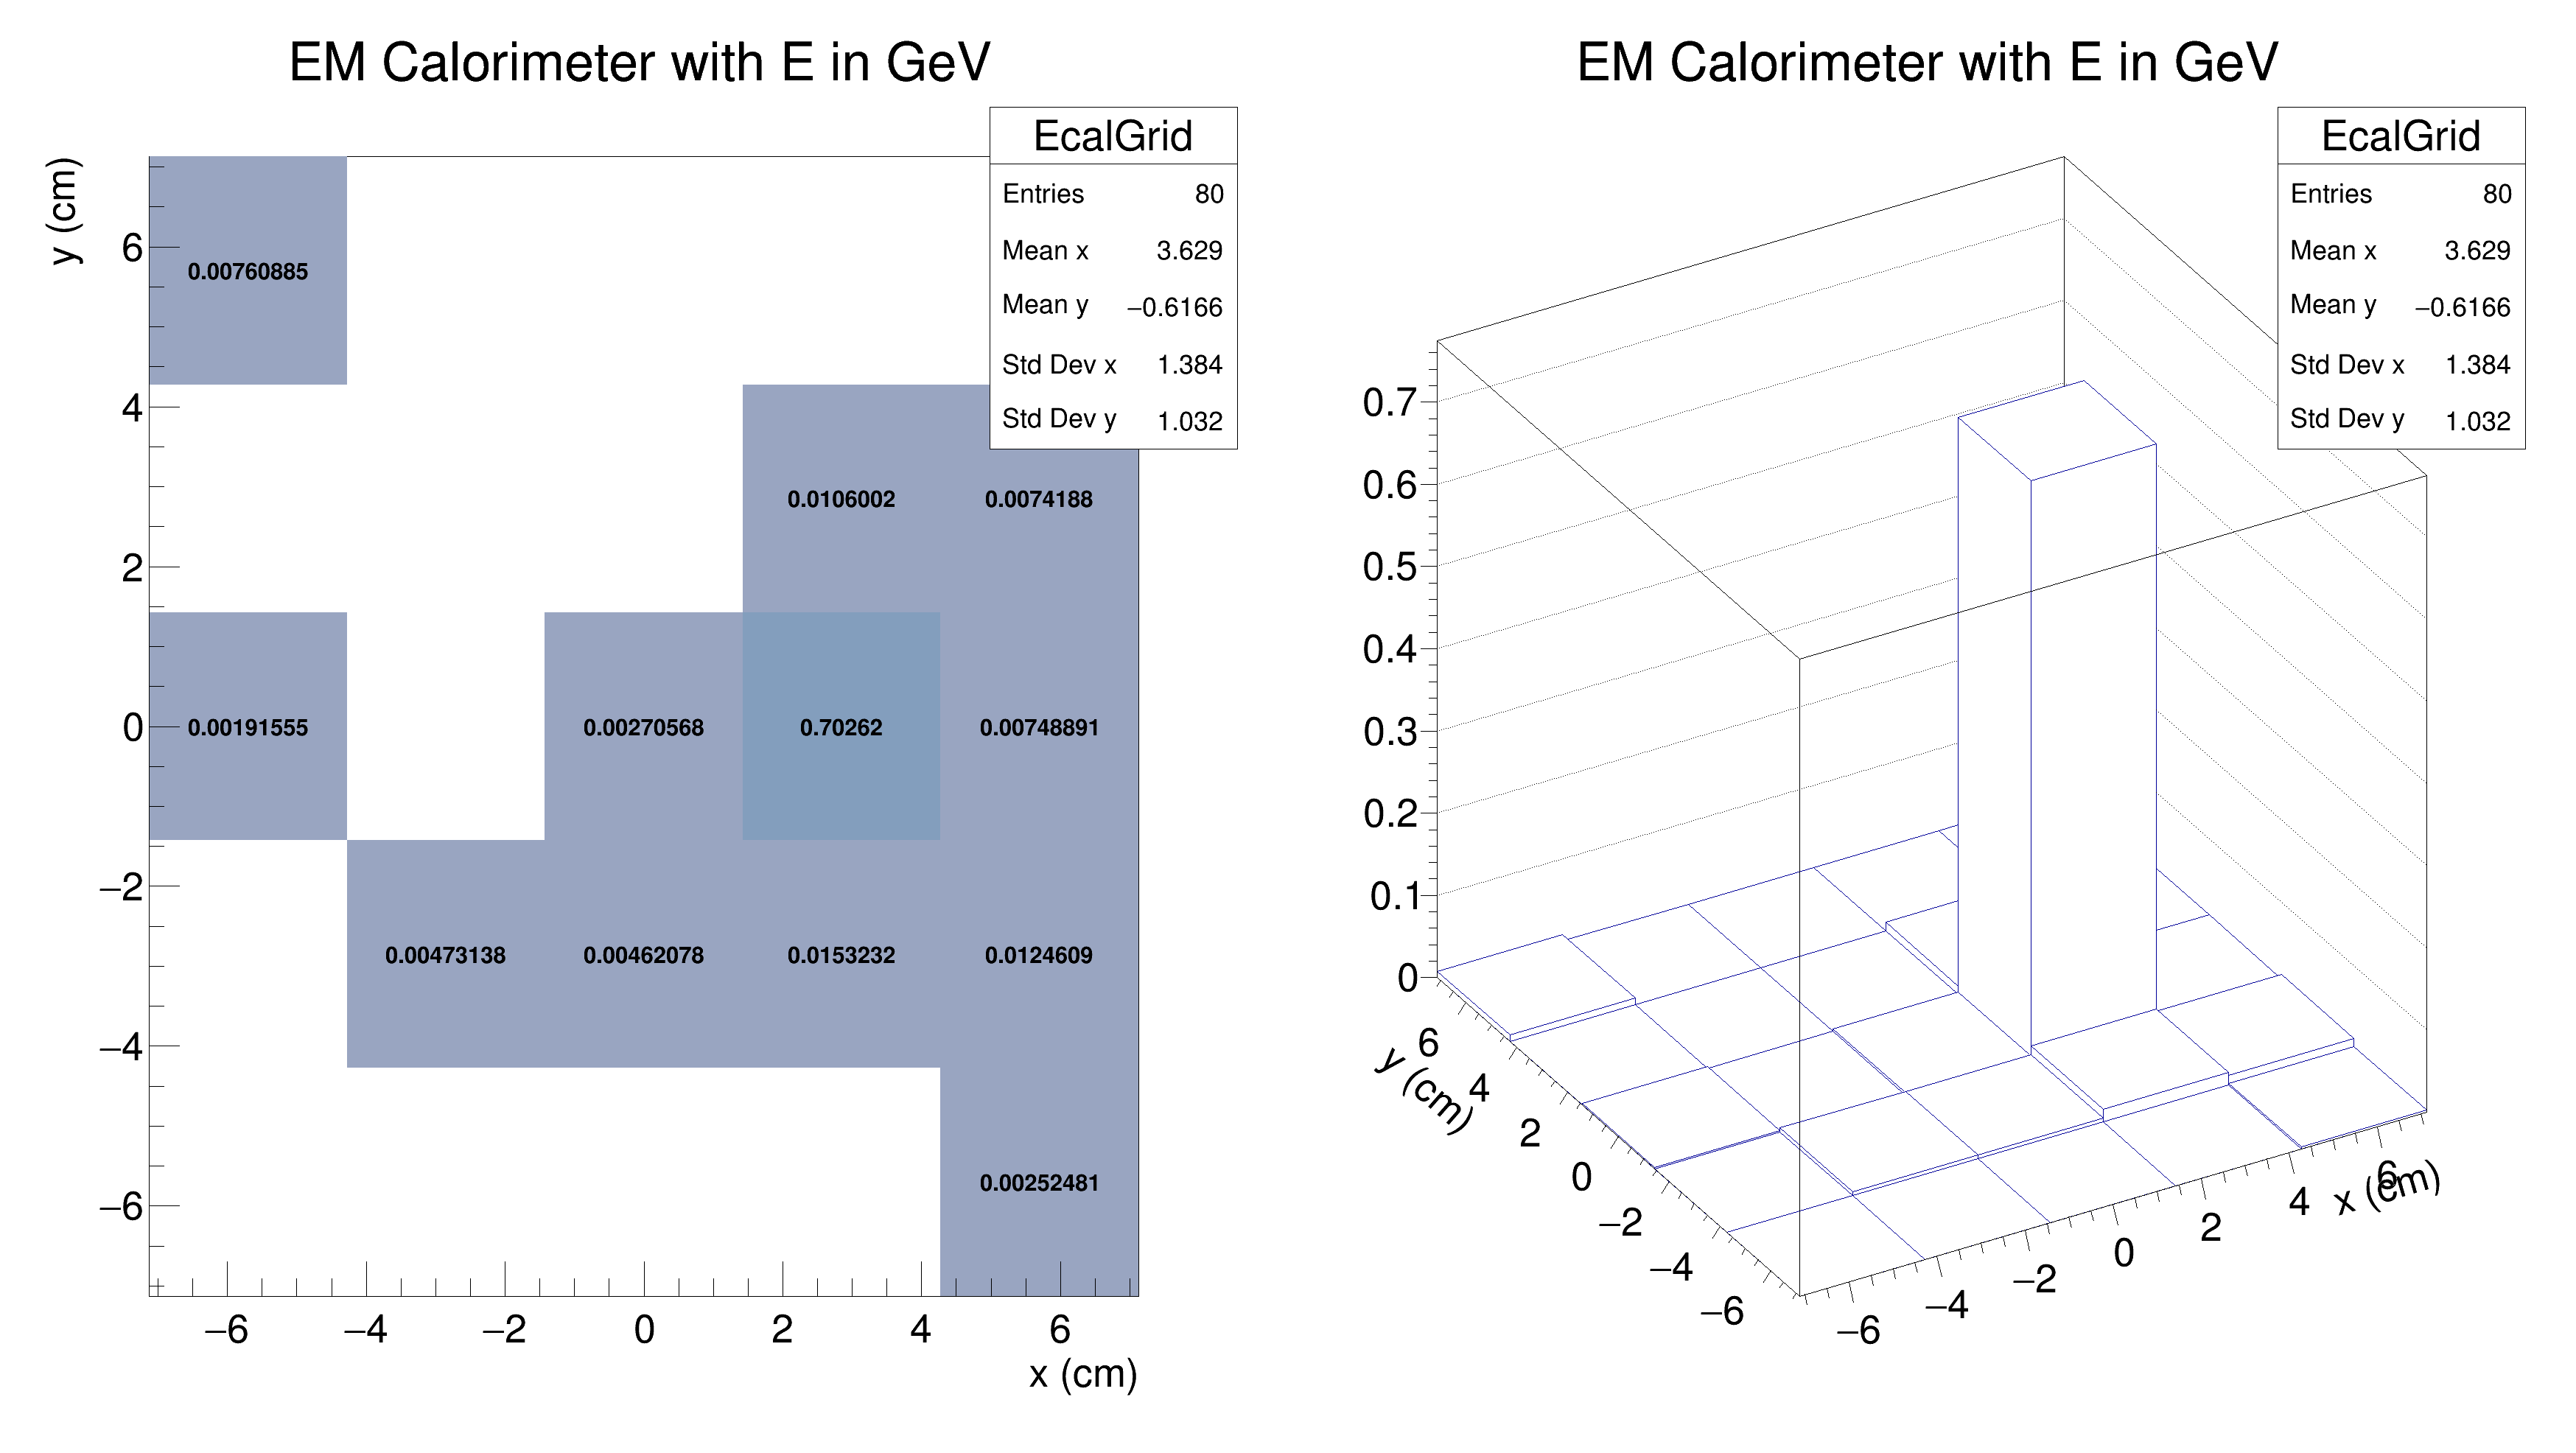 EM Calorimeter with E in GeV
EcalGrid
Entries 80
Mean x 3.629
Mean y −0.6166
Std Dev x 1.384
Std Dev y 1.032
y (cm)
6
4
2
0
−2
−4
−6
0.00760885
0.0106002 0.0074188
0.00191555 0.00270568 0.70262 0.00748891
0.00473138 0.00462078 0.0153232 0.0124609
0.00252481
−6 −4 −2 0 2 4 6
x (cm)
EM Calorimeter with E in GeV
EcalGrid
Entries 80
Mean x 3.629
Mean y −0.6166
Std Dev x 1.384
Std Dev y 1.032
0.7
0.6
0.5
0.4
0.3
0.2
0.1
0
y (cm)
6
4
2
0
−2
−4
−6
−6 −4 −2 0 2 4 6
x (cm)